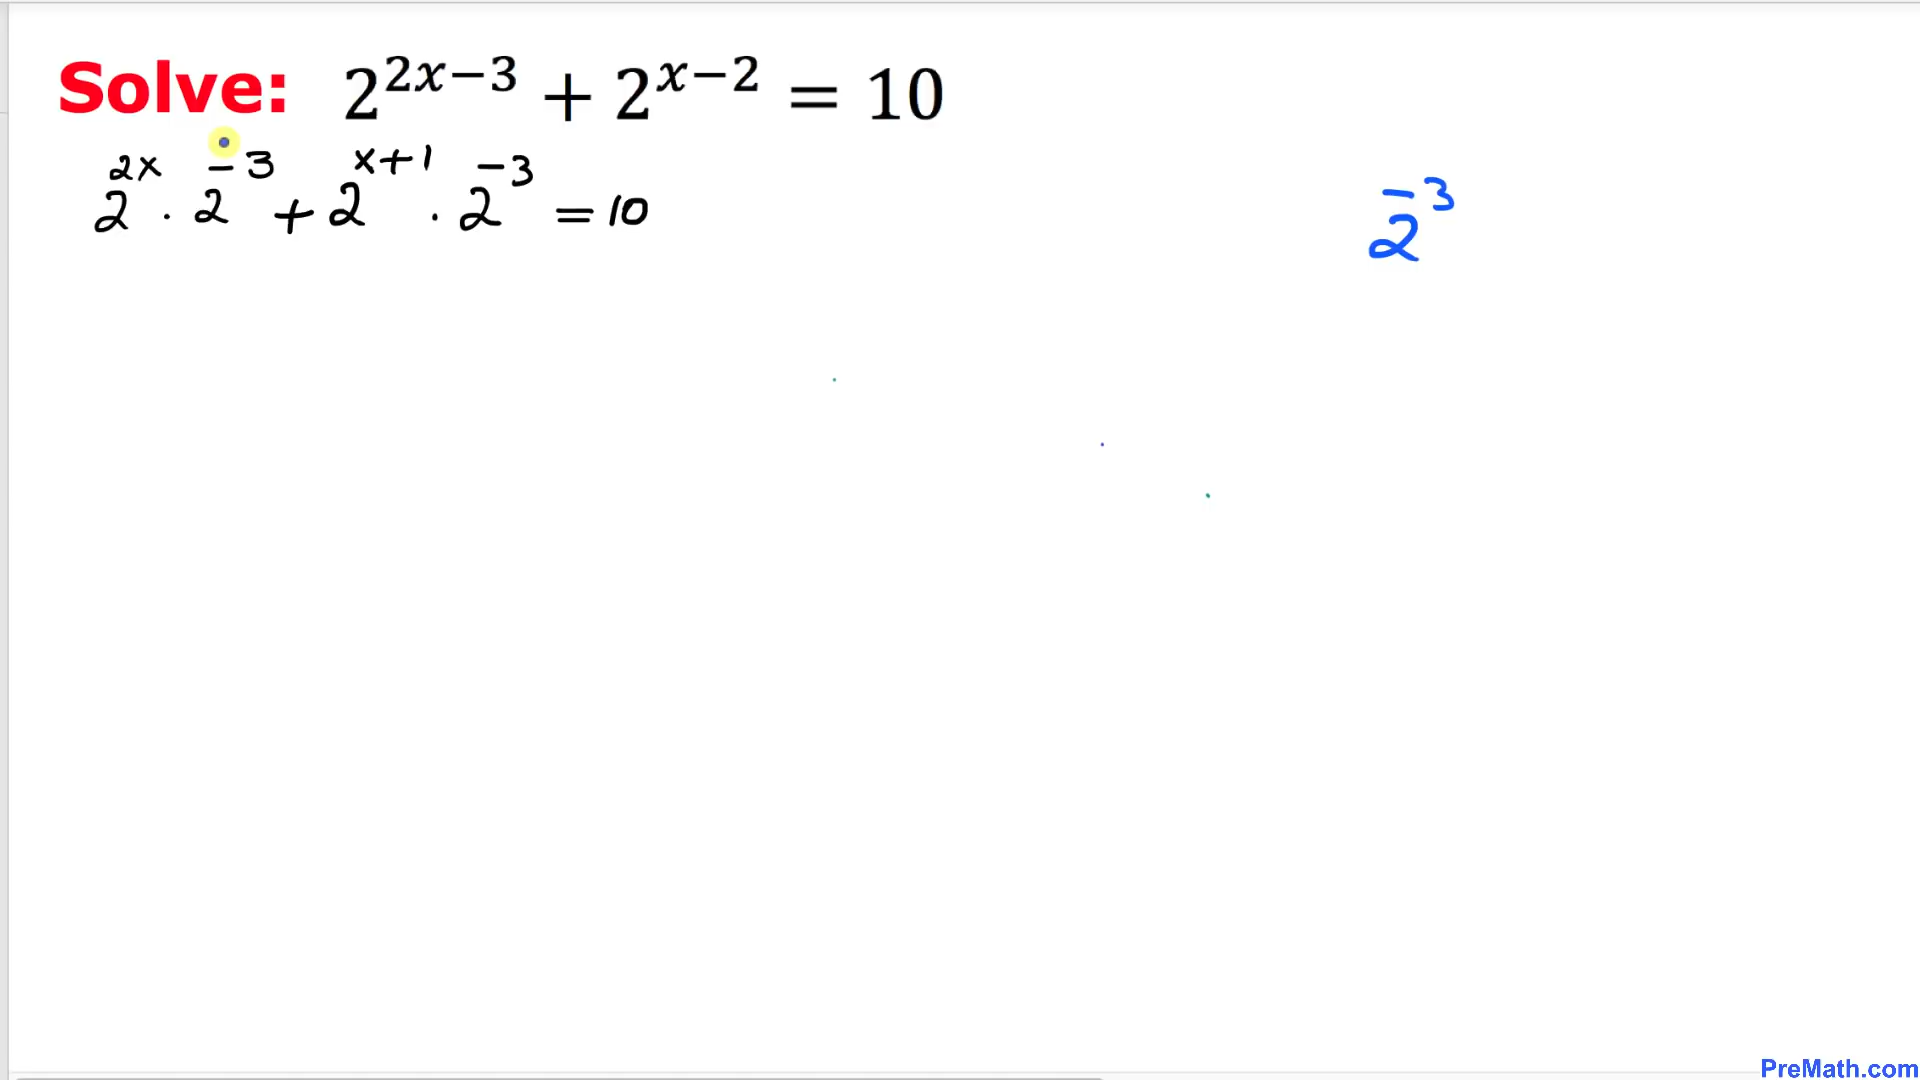 Solve: 2^{2x−3} + 2^{x−2} = 10
2^{2x} · 2^{−3} + 2^{x+1} · 2^{−3} = 10
2^{−3}
PreMath.com